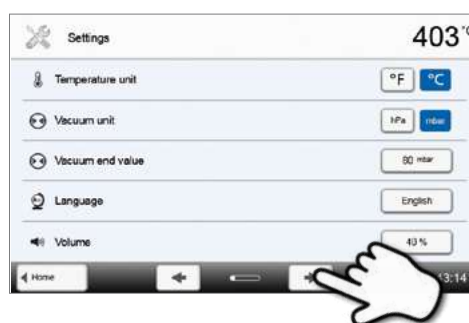 Settings
403 °C
Temperature unit
°F °C
Vacuum unit
hPa mbar
Vacuum end value
80 mbar
Language
English
Volume
40 %
Home
13:14